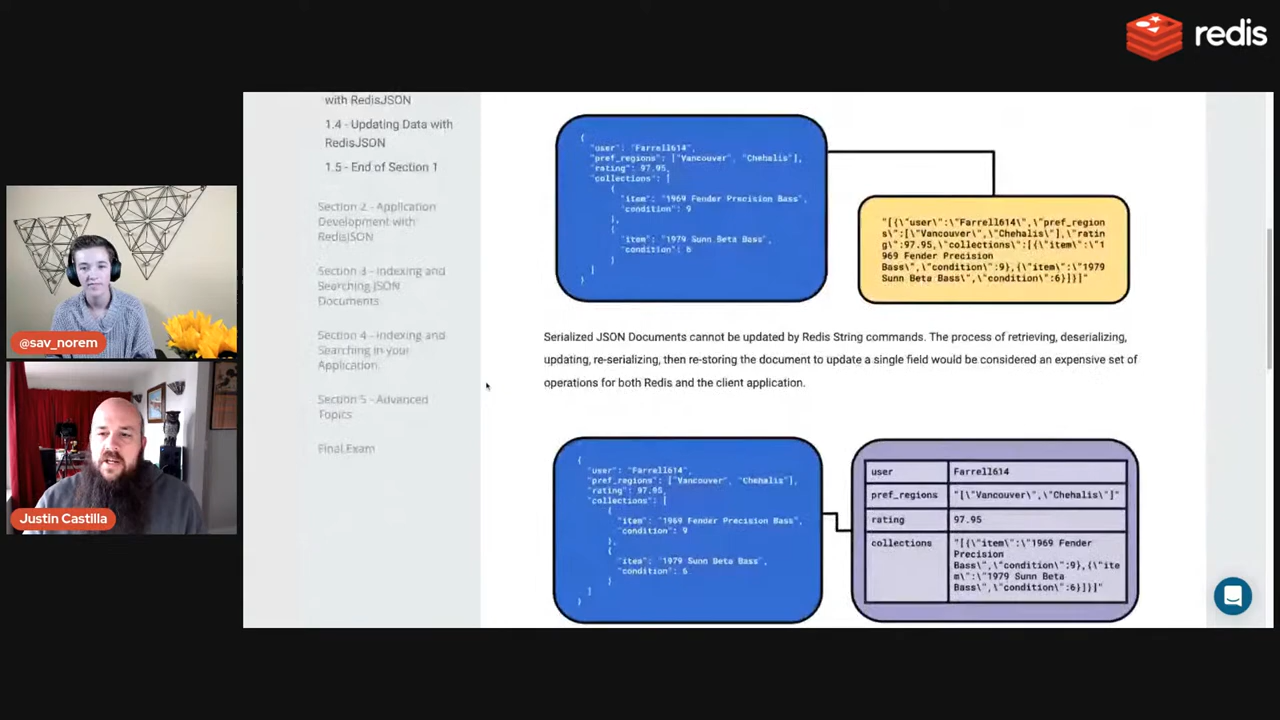 redis
with RedisJSON
1.4 - Updating Data with
RedisJSON
1.5 - End of Section 1
Section 2 - Application
Development with
RedisJSON
Section 3 - Indexing and
Searching JSON
Documents
Section 4 - Indexing and
Searching in your
Application.
Section 5 - Advanced
Topics
Final Exam
@sav_norem
Justin Castilla
{
"user": "Farrell614",
"pref_regions": ["Vancouver", "Chehalis"],
"rating": 97.95,
"collections": [
{
"item": "1969 Fender Precision Bass",
"condition": 9
},
{
"item": "1979 Sunn Beta Bass",
"condition": 6
}
]
}
"[{\"user\":\"Farrell614\",\"pref_region
s\":[\"Vancouver\",\"Chehalis\"],\"ratin
g\":97.95,\"collections\":[{\"item\":\"1
969 Fender Precision
Bass\",\"condition\":9},{\"item\":\"1979
Sunn Beta Bass\",\"condition\":6}]}]"
Serialized JSON Documents cannot be updated by Redis String commands. The process of retrieving, deserializing,
updating, re-serializing, then re-storing the document to update a single field would be considered an expensive set of
operations for both Redis and the client application.
{
"user": "Farrell614",
"pref_regions": ["Vancouver", "Chehalis"],
"rating": 97.95,
"collections": [
{
"item": "1969 Fender Precision Bass",
"condition": 9
},
{
"item": "1979 Sunn Beta Bass",
"condition": 6
}
]
}
user Farrell614
pref_regions "[\"Vancouver\",\"Chehalis\"]"
rating 97.95
collections "[{\"item\":\"1969 Fender
Precision
Bass\",\"condition\":9},{\"ite
m\":\"1979 Sunn Beta
Bass\",\"condition\":6}]}]"